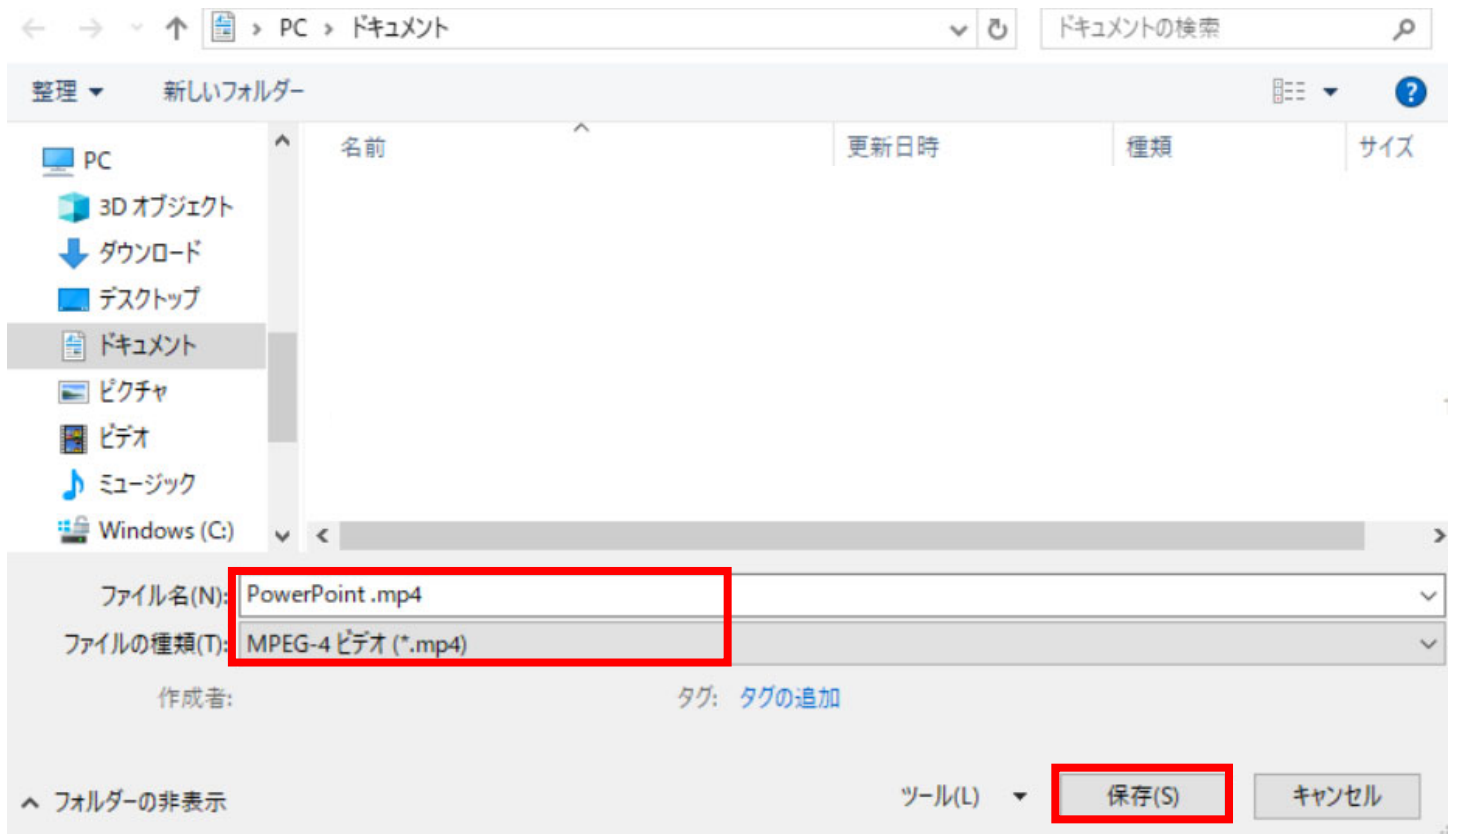 PC › ドキュメント
ドキュメントの検索
整理
新しいフォルダー
?
名前
更新日時
種類
サイズ
PC
3D オブジェクト
ダウンロード
デスクトップ
ドキュメント
ピクチャ
ビデオ
ミュージック
Windows (C:)
ファイル名(N): PowerPoint .mp4
ファイルの種類(T): MPEG-4 ビデオ (*.mp4)
作成者:
タグ: タグの追加
フォルダーの非表示
ツール(L)
保存(S)
キャンセル